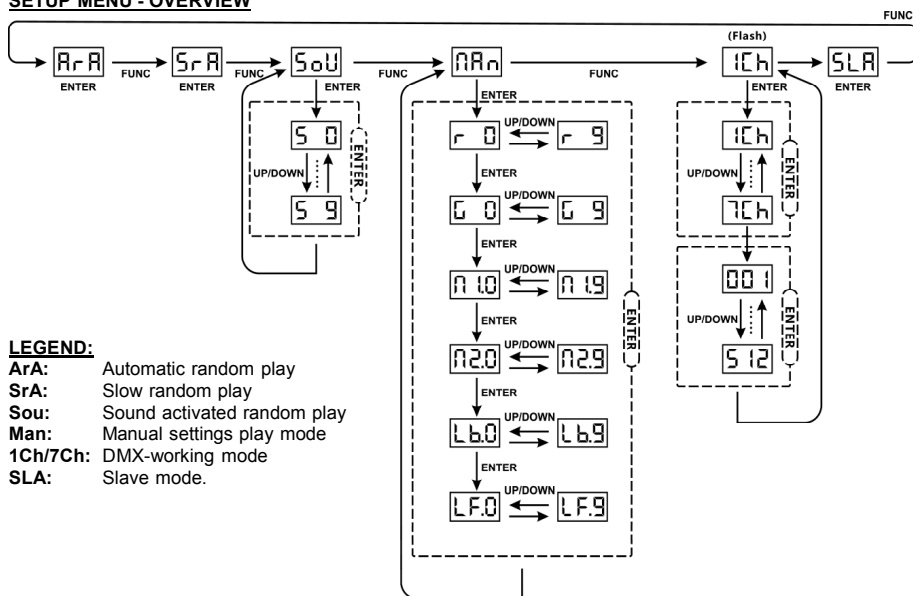 SETUP MENU - OVERVIEW
FUNC
(Flash)
ArA FUNC SrA FUNC SoU FUNC MAn FUNC 1Ch SLA
ENTER ENTER ENTER ENTER ENTER ENTER
S 0
UP/DOWN
S 9
ENTER
r 0 UP/DOWN r 9
ENTER
G 0 UP/DOWN G 9
ENTER
M 1.0 UP/DOWN M 1.9
ENTER
M2.0 UP/DOWN M2.9
ENTER
Lb.0 UP/DOWN Lb.9
ENTER
LF.0 UP/DOWN LF.9
ENTER
1Ch
UP/DOWN
7Ch
ENTER
001
UP/DOWN
512
ENTER
LEGEND:
ArA: Automatic random play
SrA: Slow random play
Sou: Sound activated random play
Man: Manual settings play mode
1Ch/7Ch: DMX-working mode
SLA: Slave mode.